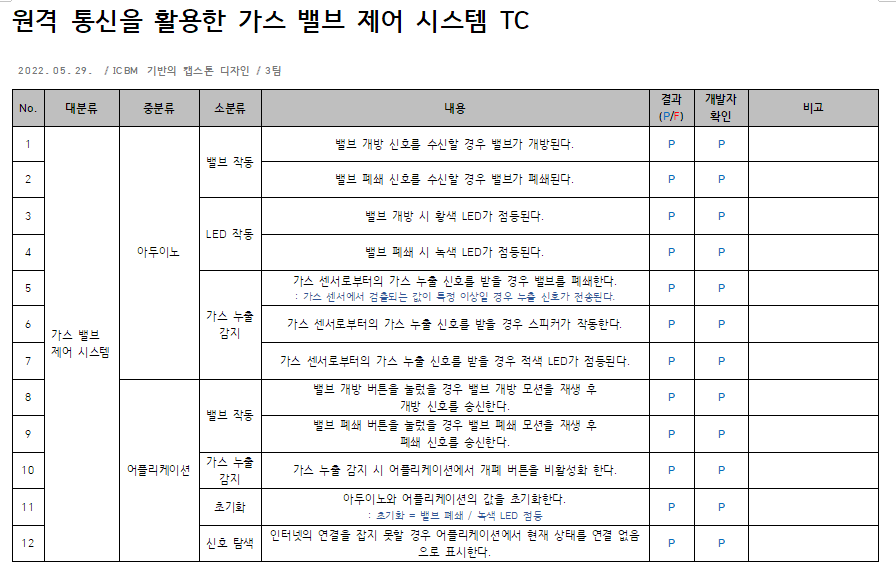 원격 통신을 활용한 가스 밸브 제어 시스템 TC
2022.05.29. / ICBM 기반의 캡스톤 디자인 / 3팀
No. 대분류 중분류 소분류 내용 결과 (P/F) 개발자 확인 비고
가스 밸브
제어 시스템
아두이노
밸브 작동
1 밸브 개방 신호를 수신할 경우 밸브가 개방된다. P P
2 밸브 폐쇄 신호를 수신할 경우 밸브가 폐쇄된다. P P
LED 작동
3 밸브 개방 시 황색 LED가 점등된다. P P
4 밸브 폐쇄 시 녹색 LED가 점등된다. P P
가스 누출
감지
5 가스 센서로부터의 가스 누출 신호를 받을 경우 밸브를 폐쇄한다. P P
: 가스 센서에서 검출되는 값이 특정 이상일 경우 누출 신호가 전송된다.
6 가스 센서로부터의 가스 누출 신호를 받을 경우 스피커가 작동한다. P P
7 가스 센서로부터의 가스 누출 신호를 받을 경우 적색 LED가 점등된다. P P
어플리케이션
밸브 작동
8 밸브 개방 버튼을 눌렀을 경우 밸브 개방 모션을 재생 후 P P
개방 신호를 송신한다.
9 밸브 폐쇄 버튼을 눌렀을 경우 밸브 폐쇄 모션을 재생 후 P P
폐쇄 신호를 송신한다.
가스 누출
감지
10 가스 누출 감지 시 어플리케이션에서 개폐 버튼을 비활성화 한다. P P
초기화
11 아두이노와 어플리케이션의 값을 초기화한다. P P
: 초기화 = 밸브 폐쇄 / 녹색 LED 점등
신호 탐색
12 인터넷의 연결을 잡지 못할 경우 어플리케이션에서 현재 상태를 연결 없음 P P
으로 표시한다.